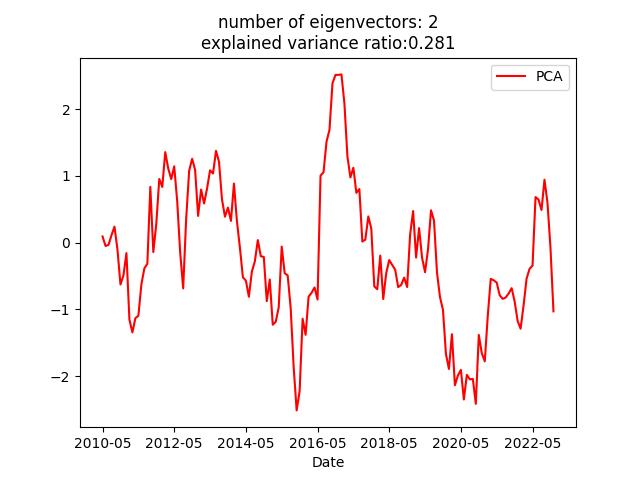 number of eigenvectors: 2
explained variance ratio:0.281
PCA
2
1
0
−1
−2
2010-05 2012-05 2014-05 2016-05 2018-05 2020-05 2022-05
Date